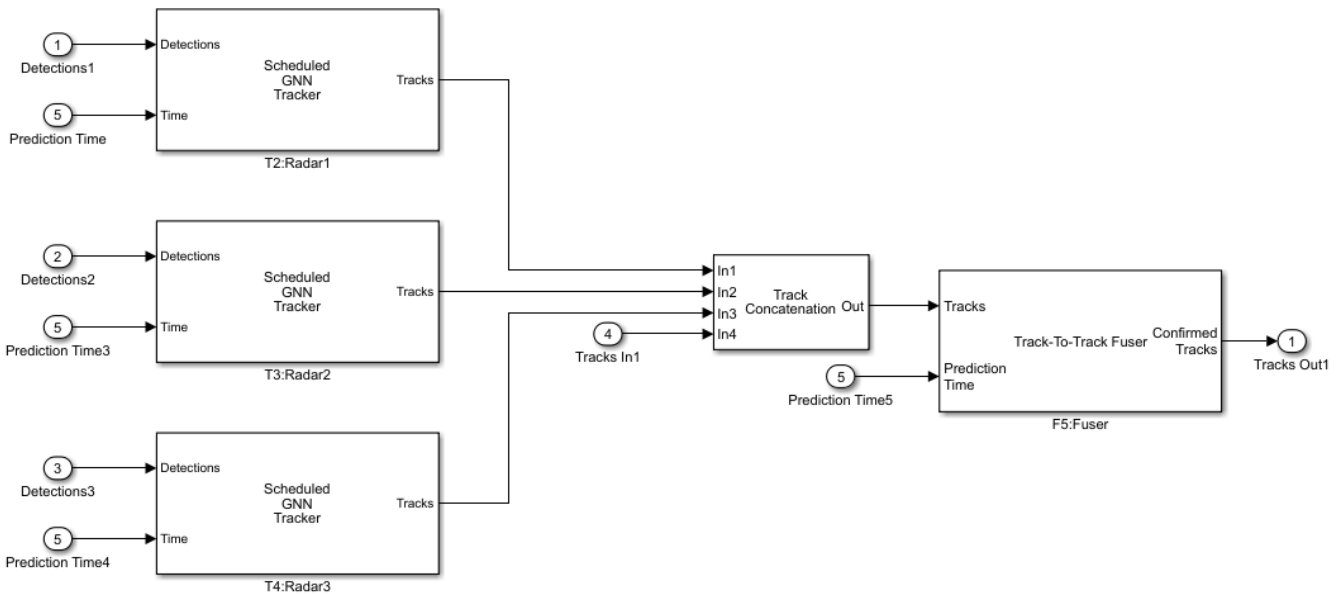 1
Detections1
5
Prediction Time
Detections
Time
Scheduled
GNN
Tracker
Tracks
T2:Radar1
2
Detections2
5
Prediction Time3
Detections
Time
Scheduled
GNN
Tracker
Tracks
T3:Radar2
3
Detections3
5
Prediction Time4
Detections
Time
Scheduled
GNN
Tracker
Tracks
T4:Radar3
4
Tracks In1
In1
In2
In3
In4
Track
Concatenation
Out
5
Prediction Time5
Tracks
Prediction
Time
Track-To-Track Fuser
Confirmed
Tracks
F5:Fuser
1
Tracks Out1